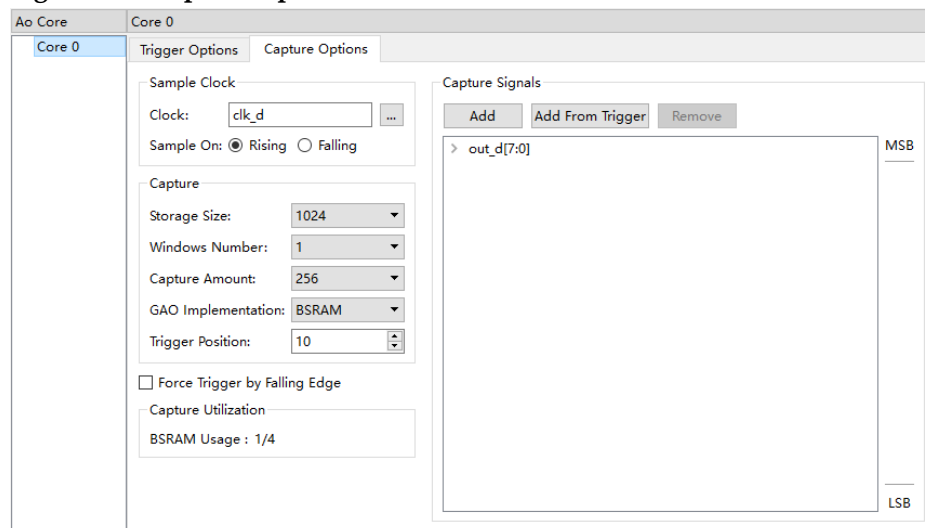 Ao Core
Core 0
Core 0
Trigger Options
Capture Options
Sample Clock
Clock: clk_d ...
Sample On: Rising Falling
Capture
Storage Size: 1024
Windows Number: 1
Capture Amount: 256
GAO Implementation: BSRAM
Trigger Position: 10
Force Trigger by Falling Edge
Capture Utilization
BSRAM Usage : 1/4
Capture Signals
Add Add From Trigger Remove
> out_d[7:0]
MSB
LSB